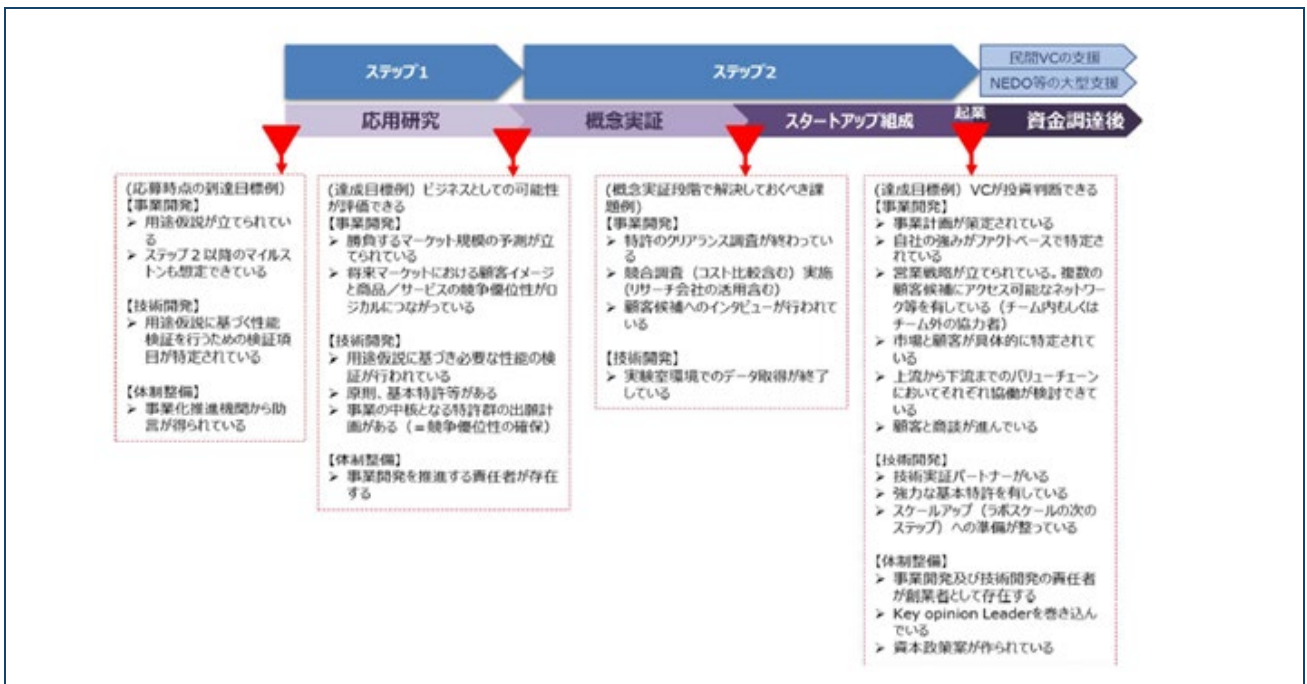 ステップ1
ステップ2
民間VCの支援
NEDO等の大型支援
応用研究
概念実証
スタートアップ組成
起業
資金調達後
(応募時点の到達目標例)
【事業開発】
➢ 用途仮説が立てられてい
る
➢ ステップ2以降のマイルス
トンも想定できている
【技術開発】
➢ 用途仮説に基づく性能
検証を行うための検証項
目が特定されている
【体制整備】
➢ 事業化推進機関から助
言が得られている
(達成目標例) ビジネスとしての可能性
が評価できる
【事業開発】
➢ 勝負するマーケット規模の予測が立
てられている
➢ 将来マーケットにおける顧客イメージ
と商品/サービスの競争優位性がロ
ジカルにつながっている
【技術開発】
➢ 用途仮説に基づき必要な性能の検
証が行われている
➢ 原則、基本特許等がある
➢ 事業の中核となる特許群の出願計
画がある(=競争優位性の確保)
【体制整備】
➢ 事業開発を推進する責任者が存在
する
(概念実証段階で解決しておくべき課
題例)
【事業開発】
➢ 特許のクリアランス調査が終わってい
る
➢ 競合調査(コスト比較含む)実施
(リサーチ会社の活用含む)
➢ 顧客候補へのインタビューが行われて
いる
【技術開発】
➢ 実験室環境でのデータ取得が終了
している
(達成目標例) VCが投資判断できる
【事業開発】
➢ 事業計画が策定されている
➢ 自社の強みがファクトベースで特定さ
れている
➢ 営業戦略が立てられている。複数の
顧客候補にアクセス可能なネットワー
ク等を有している(チーム内もしくは
チーム外の協力者)
➢ 市場と顧客が具体的に特定されて
いる
➢ 上流から下流までのバリューチェーン
においてそれぞれ協働が検討できて
いる
➢ 顧客と商談が進んでいる
【技術開発】
➢ 技術実証パートナーがいる
➢ 強力な基本特許を有している
➢ スケールアップ(ラボスケールの次の
ステップ)への準備が整っている
【体制整備】
➢ 事業開発及び技術開発の責任者
が創業者として存在する
➢ Key opinion Leaderを巻き込ん
でいる
➢ 資本政策案が作られている